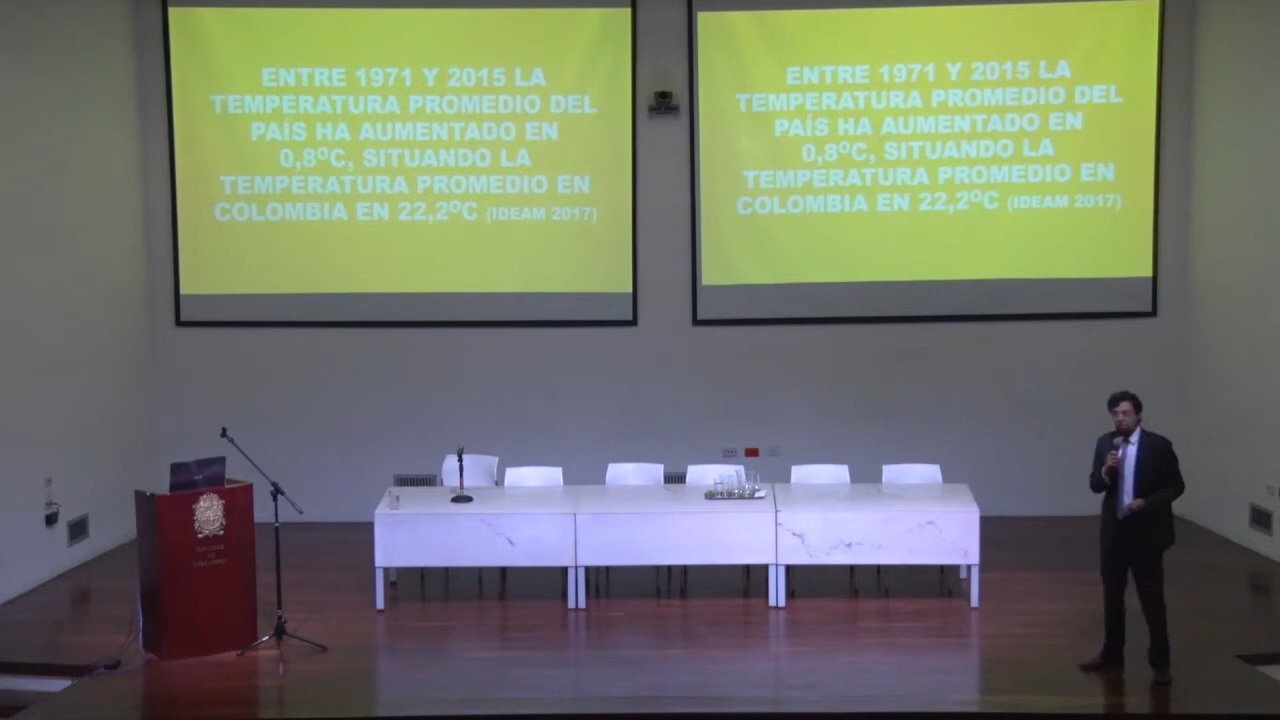 ENTRE 1971 Y 2015 LA
TEMPERATURA PROMEDIO DEL
PAÍS HA AUMENTADO EN
0,8ºC, SITUANDO LA
TEMPERATURA PROMEDIO EN
COLOMBIA EN 22,2ºC (IDEAM 2017)
ENTRE 1971 Y 2015 LA
TEMPERATURA PROMEDIO DEL
PAÍS HA AUMENTADO EN
0,8ºC, SITUANDO LA
TEMPERATURA PROMEDIO EN
COLOMBIA EN 22,2ºC (IDEAM 2017)